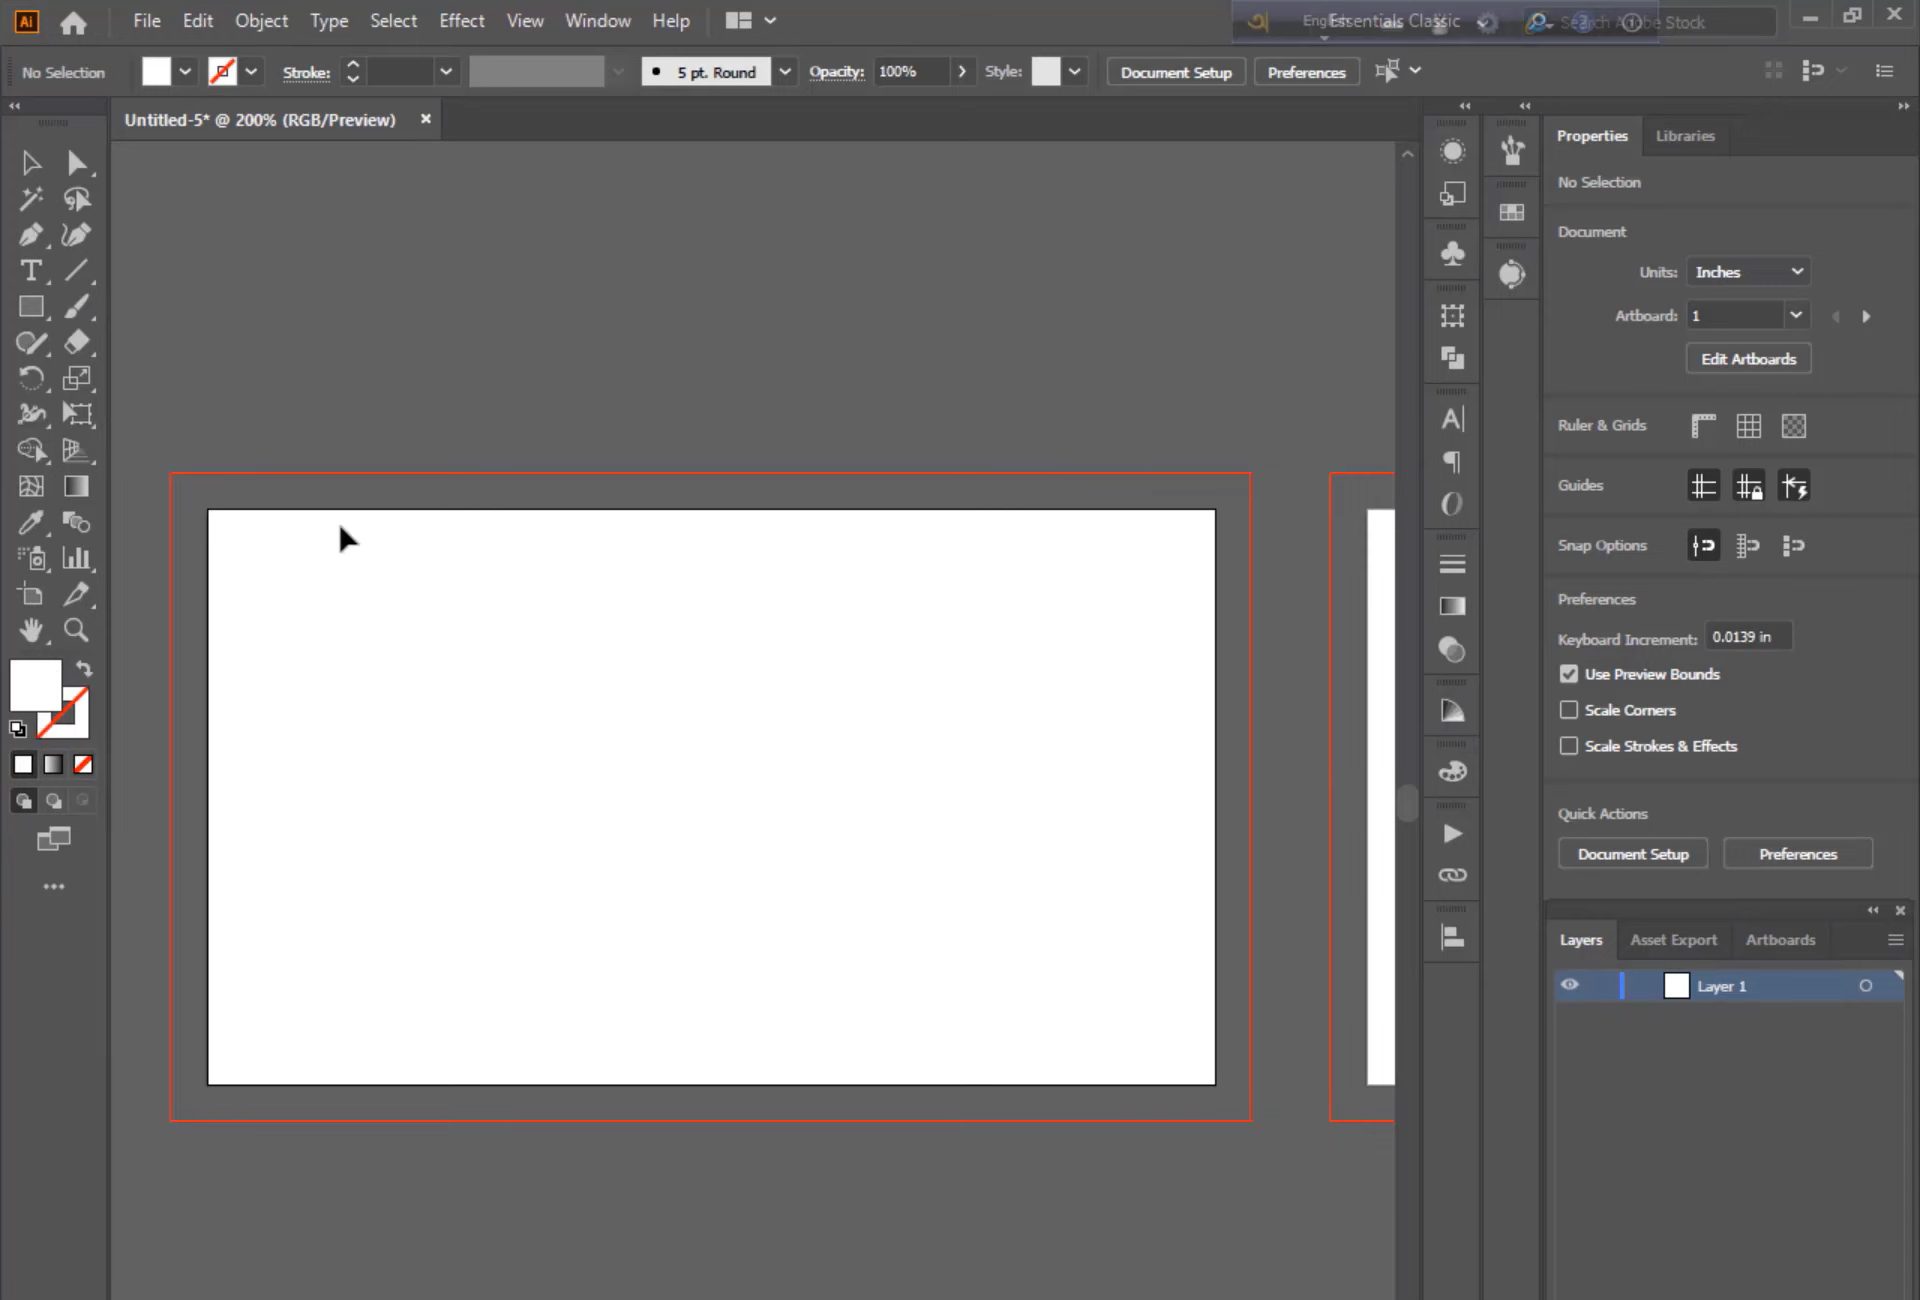 Ai File Edit Object Type Select Effect View Window Help
English Essentials Classic Search Adobe Stock
No Selection Stroke: 5 pt. Round Opacity: 100% Style: Document Setup Preferences
Untitled-5* @ 200% (RGB/Preview)
Properties Libraries
No Selection
Document
Units: Inches
Artboard: 1
Edit Artboards
Ruler & Grids
Guides
Snap Options
Preferences
Keyboard Increment: 0.0139 in
Use Preview Bounds
Scale Corners
Scale Strokes & Effects
Quick Actions
Document Setup Preferences
Layers Asset Export Artboards
Layer 1